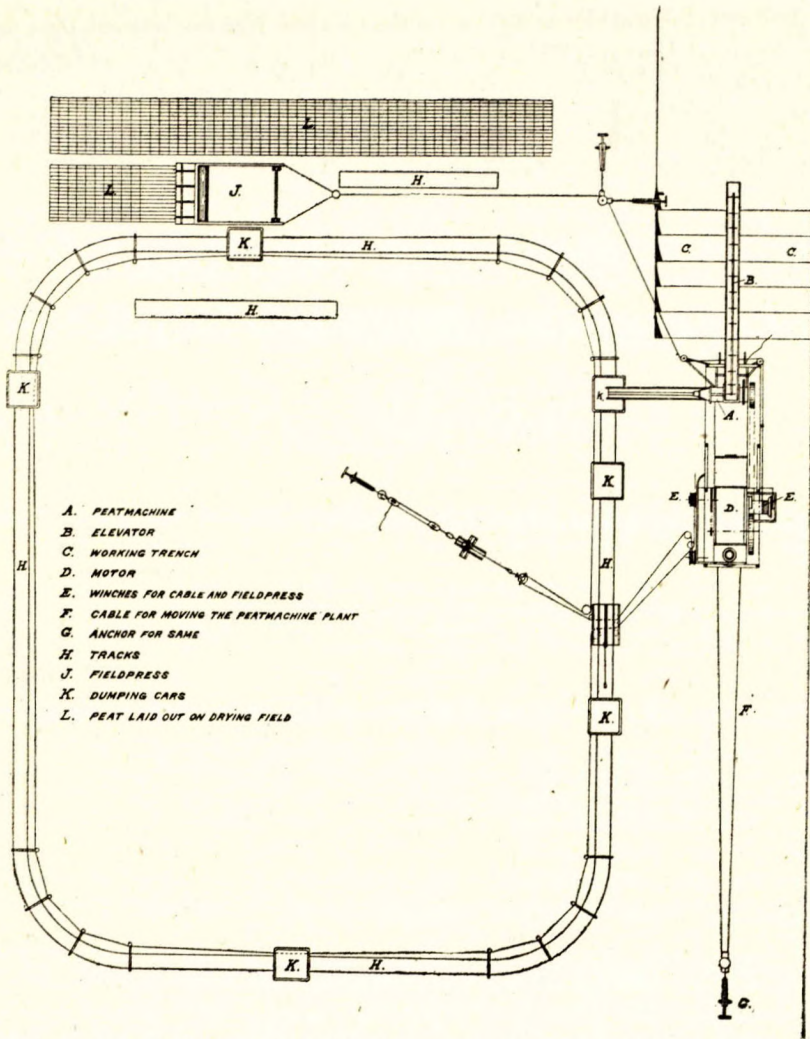 L.
L.
J.
H.
K.
H.
H.
C.
C.
B.
K.
K.
A.
K.
E.
D.
E.
A. PEATMACHINE
B. ELEVATOR
C. WORKING TRENCH
D. MOTOR
E. WINCHES FOR CABLE AND FIELDPRESS
F. CABLE FOR MOVING THE PEATMACHINE PLANT
G. ANCHOR FOR SAME
H. TRACKS
J. FIELDPRESS
K. DUMPING CARS
L. PEAT LAID OUT ON DRYING FIELD
H.
H.
K.
F.
K.
H.
G.